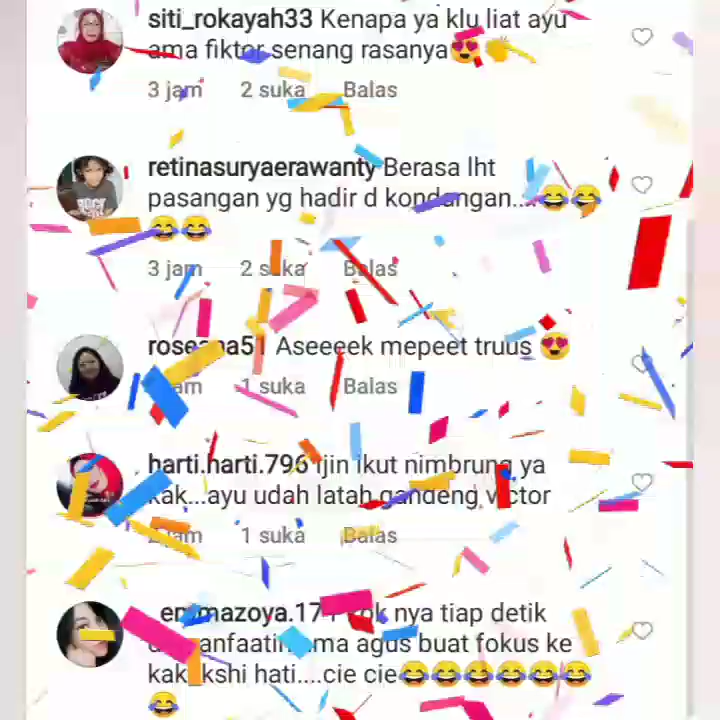 siti_rokayah33 Kenapa ya klu liat ayu
ama fiktor senang rasanya😍👏
3 jam 2 suka Balas
retinasuryaerawanty Berasa lht
pasangan yg hadir d kondangan....😂😂
😂😂
3 jam 2 suka Balas
Aseeeek mepeet truus 😍
jam 1 suka Balas
harti.harti.796 Ijin ikut nimbrung ya
kak...ayu udah latah gandeng victor
jam 1 suka Balas
nya tiap detik
ama agus buat fokus ke
hati....cie cie😂😂😂😂😂😂
😂